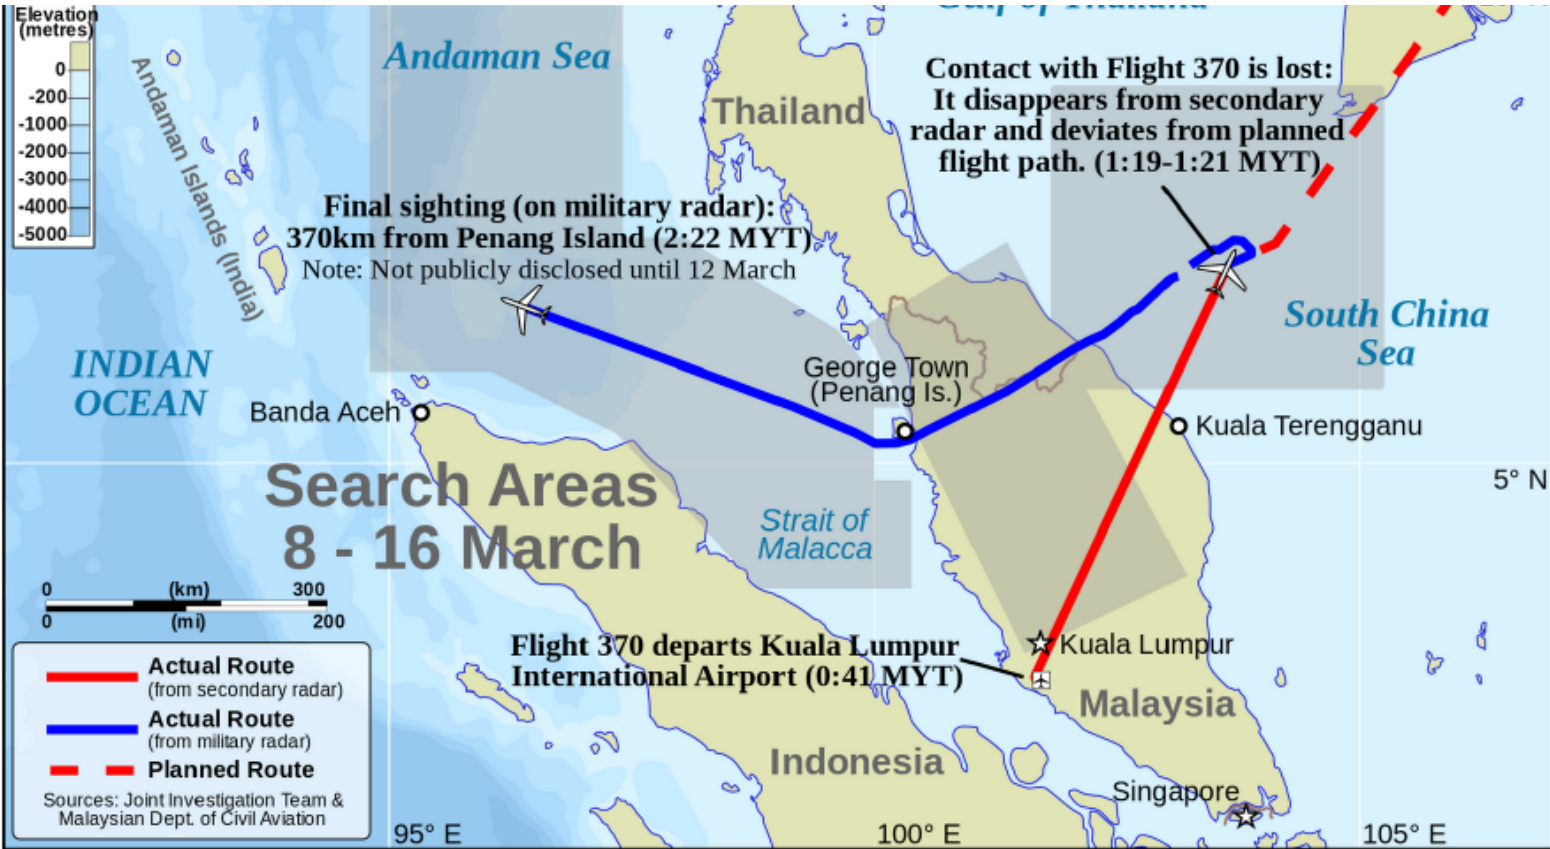 Elevation
(metres)
0
-200
-1000
-2000
-3000
-4000
-5000
Andaman Islands (India)
Andaman Sea
Thailand
Contact with Flight 370 is lost:
It disappears from secondary
radar and deviates from planned
flight path. (1:19-1:21 MYT)
Final sighting (on military radar):
370km from Penang Island (2:22 MYT)
Note: Not publicly disclosed until 12 March
South China
Sea
INDIAN
OCEAN
George Town
(Penang Is.)
Banda Aceh
Kuala Terengganu
5° N
Search Areas
8 - 16 March
Strait of
Malacca
0 (km) 300
0 (mi) 200
Flight 370 departs Kuala Lumpur
International Airport (0:41 MYT)
Kuala Lumpur
Malaysia
Indonesia
Singapore
Actual Route
(from secondary radar)
Actual Route
(from military radar)
Planned Route
Sources: Joint Investigation Team &
Malaysian Dept. of Civil Aviation
95° E
100° E
105° E